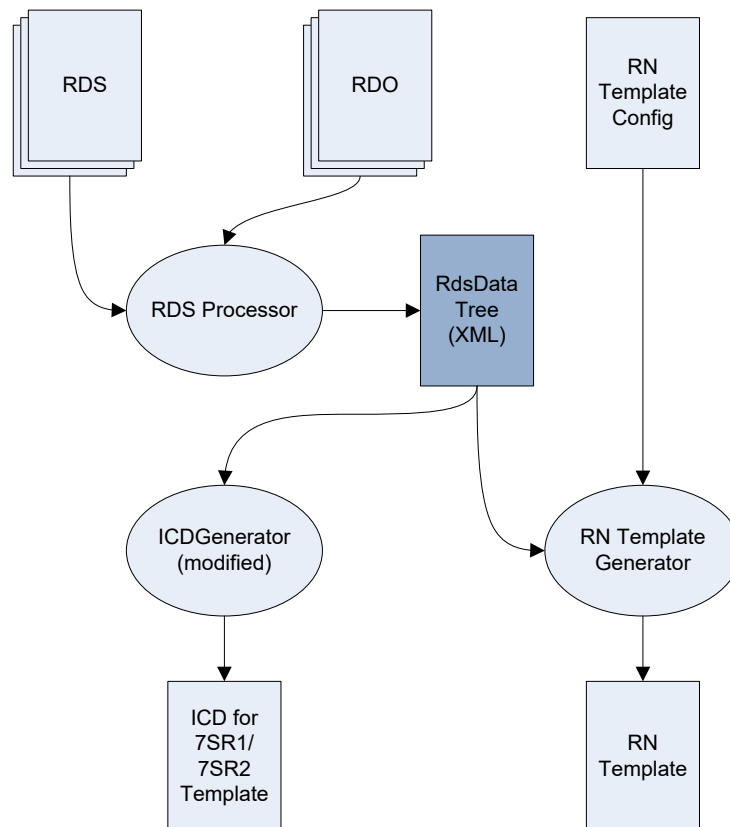 RDS
RDO
RN
Template
Config
RDS Processor
RdsData
Tree
(XML)
ICDGenerator
(modified)
RN Template
Generator
ICD for
7SR1/
7SR2
Template
RN
Template